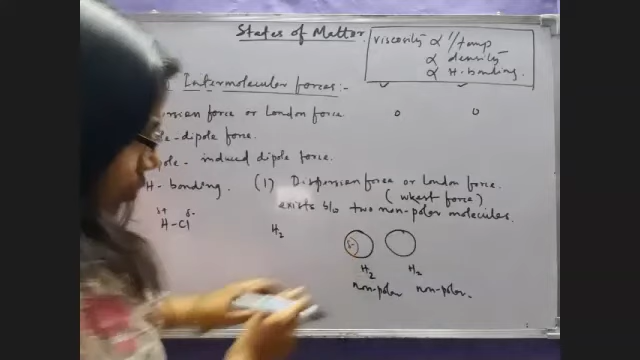 States of Matter
viscosity α 1/temp
α density
α H-bonding.
Intermolecular forces:-
or London force.
dipole force.
induced dipole force.
H-bonding.
(1) Dispersion force or London force.
(wkest force)
exists b/w two non-polar molecules.
δ+ δ-
H-Cl
H2
δ-
H2 H2
non-polar non-polar.